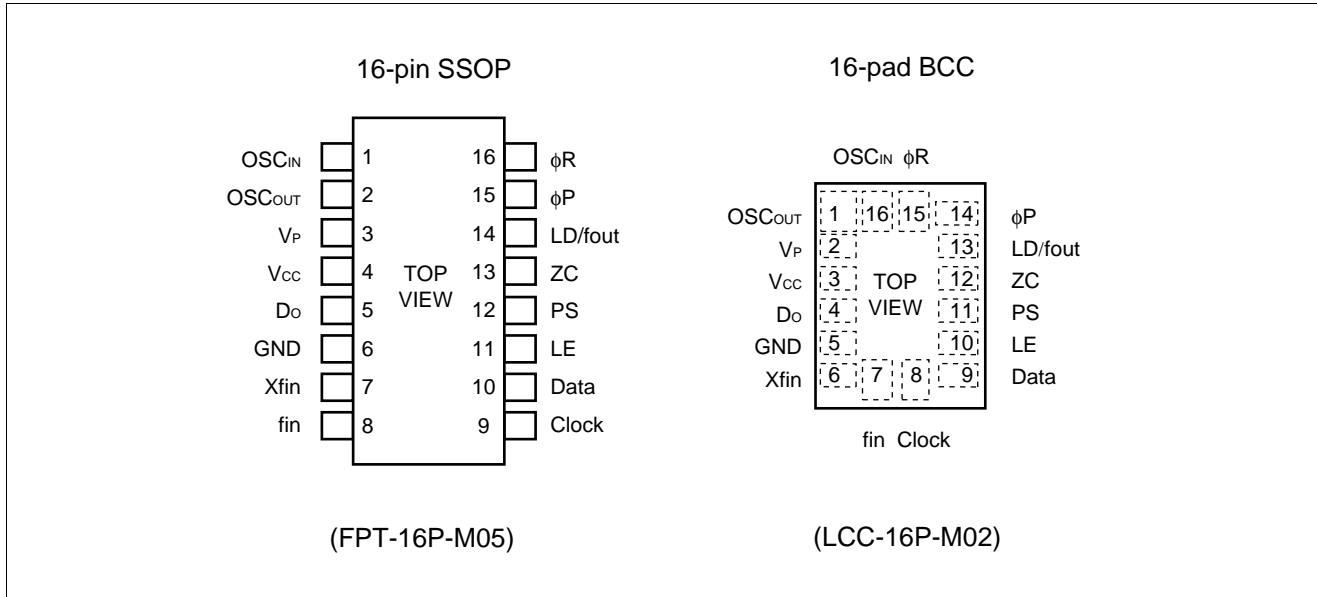 16-pin SSOP
OSCIN 1 16 ϕR
OSCOUT 2 15 ϕP
VP 3 14 LD/fout
VCC 4 13 ZC
TOP VIEW
DO 5 12 PS
GND 6 11 LE
Xfin 7 10 Data
fin 8 9 Clock
(FPT-16P-M05)
16-pad BCC
OSCIN ϕR
OSCOUT 1 16 15 14 ϕP
VP 2 13 LD/fout
VCC 3 12 ZC
TOP VIEW
DO 4 11 PS
GND 5 10 LE
Xfin 6 7 8 9 Data
fin Clock
(LCC-16P-M02)